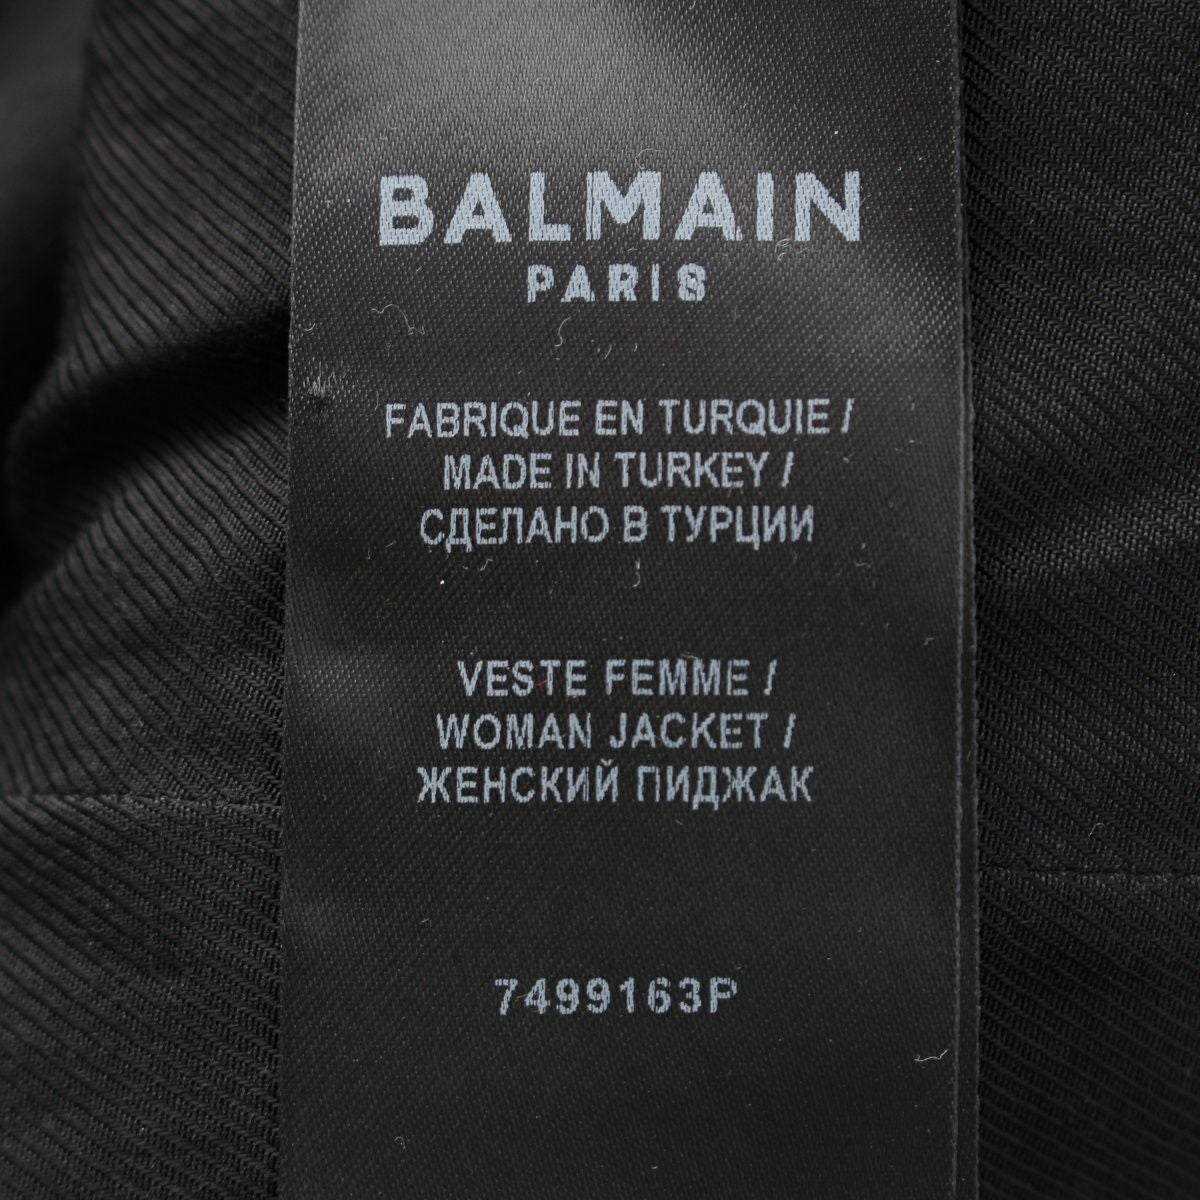 BALMAIN
PARIS
FABRIQUE EN TURQUIE /
MADE IN TURKEY /
СДЕЛАНО В ТУРЦИИ
VESTE FEMME /
WOMAN JACKET /
ЖЕНСКИЙ ПИДЖАК
7499163P